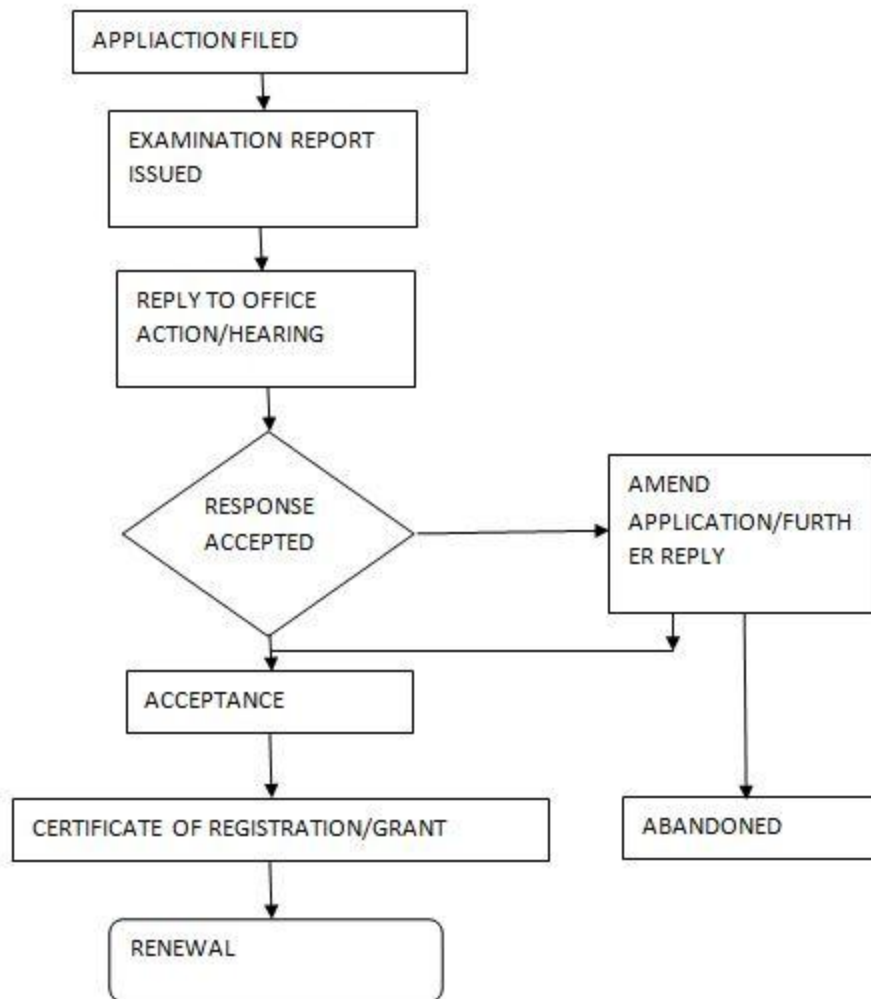 APPLIACTION FILED
EXAMINATION REPORT
ISSUED
REPLY TO OFFICE
ACTION/HEARING
RESPONSE
ACCEPTED
AMEND
APPLICATION/FURTH
ER REPLY
ACCEPTANCE
CERTIFICATE OF REGISTRATION/GRANT
ABANDONED
RENEWAL